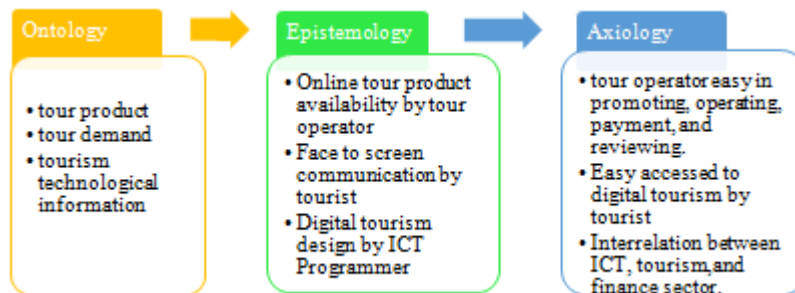 Ontology
• tour product
• tour demand
• tourism
technological
information
Epistemology
• Online tour product
availability by tour
operator
• Face to screen
communication by
tourist
• Digital tourism
design by ICT
Programmer
Axiology
• tour operator easy in
promoting, operating,
payment, and
reviewing.
• Easy accessed to
digital tourism by
tourist
• Interrelation between
ICT, tourism,and
finance sector.